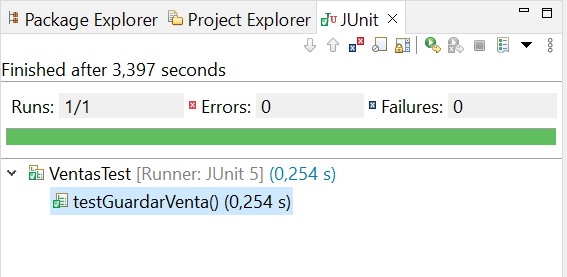 Package Explorer Project Explorer JUnit
Finished after 3,397 seconds
Runs: 1/1 Errors: 0 Failures: 0
VentasTest [Runner: JUnit 5] (0,254 s)
testGuardarVenta() (0,254 s)